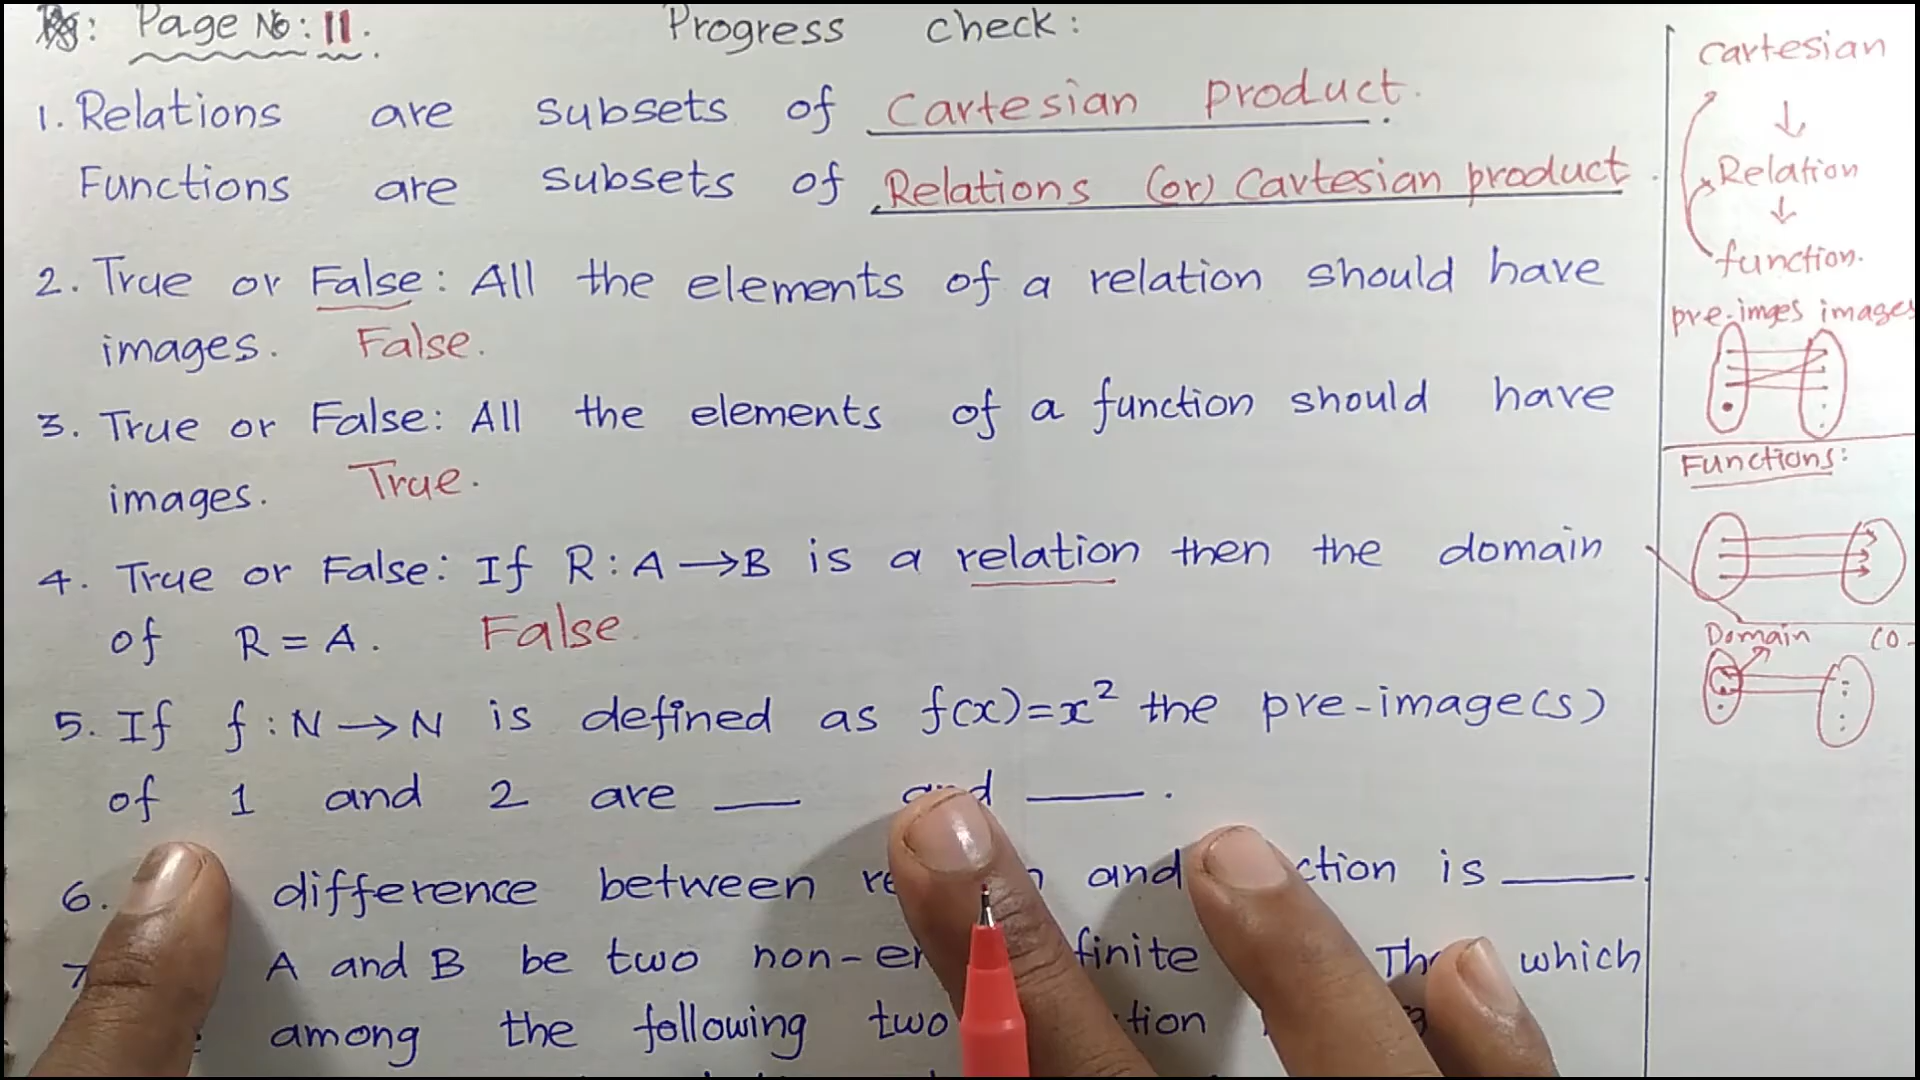 Page No: 11.
Progress check:
1. Relations are subsets of Cartesian product.
Functions are subsets of Relations (or) Cartesian product.
2. True or False: All the elements of a relation should have
images. False.
3. True or False: All the elements of a function should have
images. True.
4. True or False: If R : A → B is a relation then the domain
of R = A. False
5. If f : N → N is defined as f(x) = x² the pre-image(s)
of 1 and 2 are ___ and ___.
6. difference between and ction is ___.
7 A and B be two non-e finite Th which
among the following two tion
Cartesian
↓
Relation
↓
function.
pre-imges images
Functions:
Domain co-